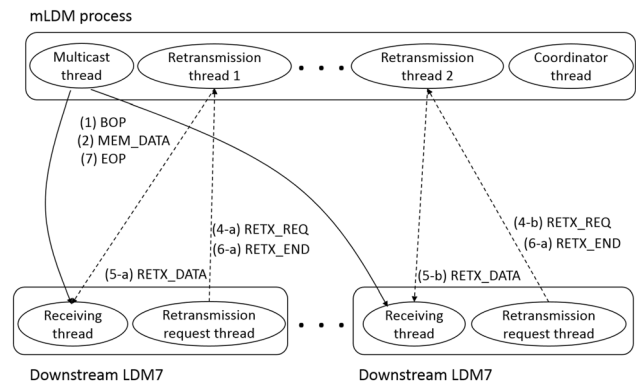 mLDM process
Multicast
thread
Retransmission
thread 1
Retransmission
thread 2
Coordinator
thread
(1) BOP
(2) MEM_DATA
(7) EOP
(4-a) RETX_REQ
(6-a) RETX_END
(4-b) RETX_REQ
(6-a) RETX_END
(5-a) RETX_DATA
(5-b) RETX_DATA
Receiving
thread
Retransmission
request thread
Receiving
thread
Retransmission
request thread
Downstream LDM7
Downstream LDM7